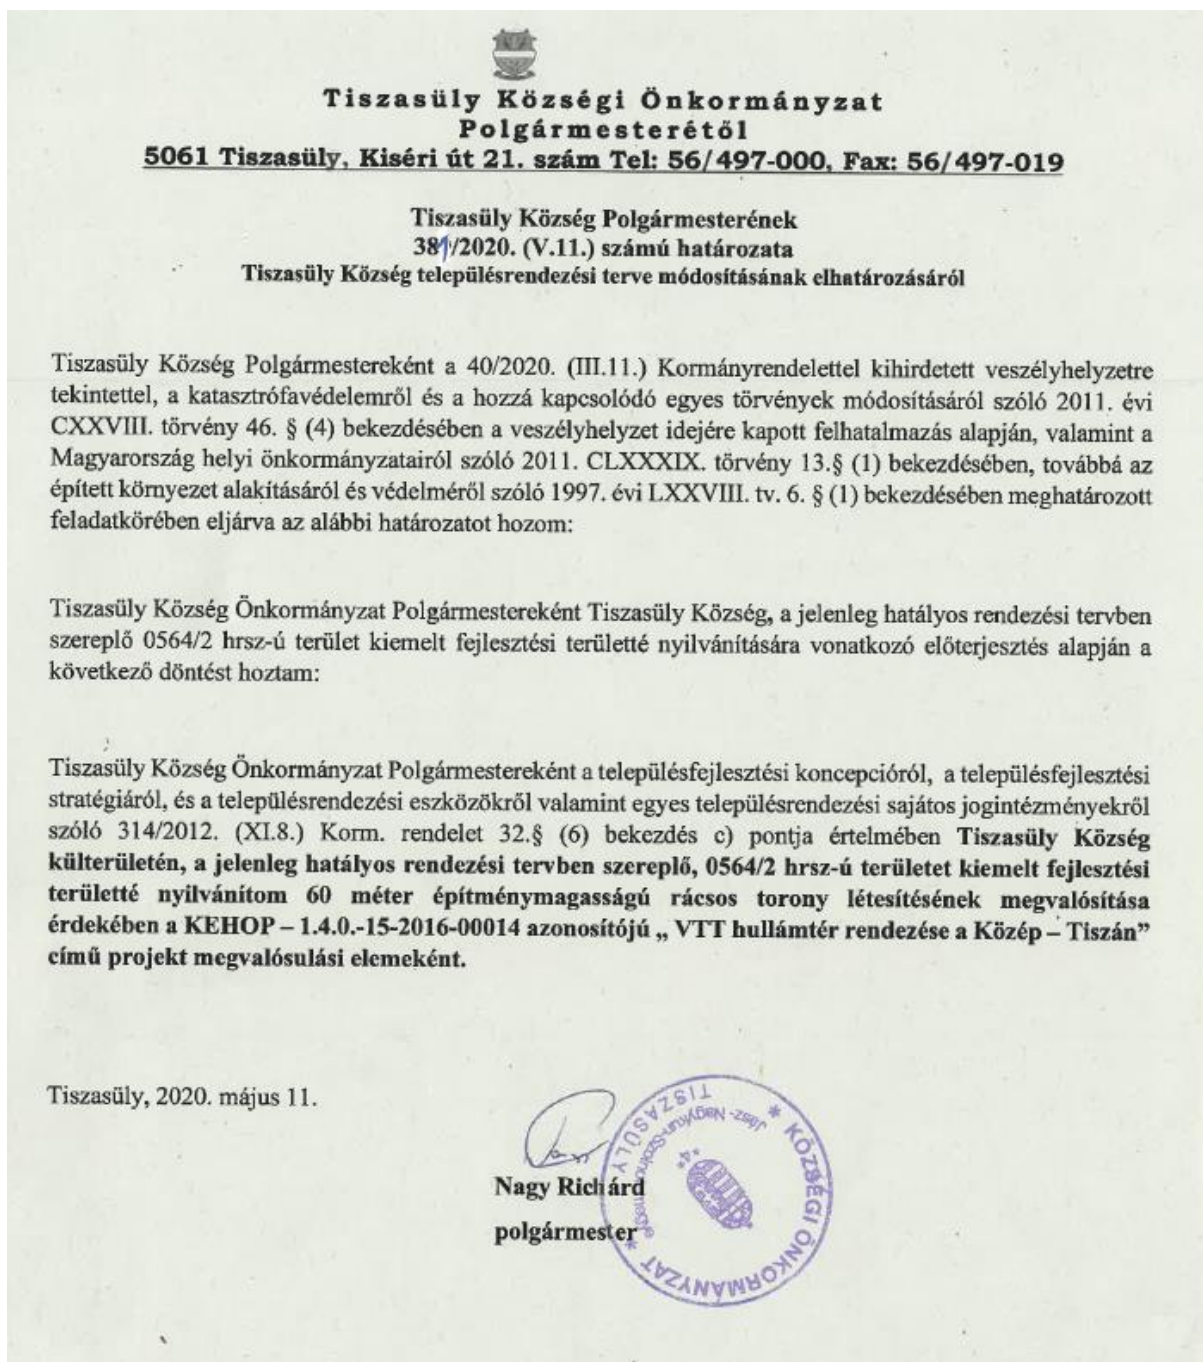 Tiszasüly Községi Önkormányzat
Polgármesterétől
5061 Tiszasüly, Kiséri út 21. szám Tel: 56/497-000, Fax: 56/497-019
Tiszasüly Község Polgármesterének
381/2020. (V.11.) számú határozata
Tiszasüly Község településrendezési terve módosításának elhatározásáról
Tiszasüly Község Polgármestereként a 40/2020. (III.11.) Kormányrendelettel kihirdetett veszélyhelyzetre
tekintettel, a katasztrófavédelemről és a hozzá kapcsolódó egyes törvények módosításáról szóló 2011. évi
CXXVIII. törvény 46. § (4) bekezdésében a veszélyhelyzet idejére kapott felhatalmazás alapján, valamint a
Magyarország helyi önkormányzatairól szóló 2011. CLXXXIX. törvény 13.§ (1) bekezdésében, továbbá az
épített környezet alakításáról és védelméről szóló 1997. évi LXXVIII. tv. 6. § (1) bekezdésében meghatározott
feladatkörében eljárva az alábbi határozatot hozom:
Tiszasüly Község Önkormányzat Polgármestereként Tiszasüly Község, a jelenleg hatályos rendezési tervben
szereplő 0564/2 hrsz-ú terület kiemelt fejlesztési területté nyilvánítására vonatkozó előterjesztés alapján a
következő döntést hoztam:
Tiszasüly Község Önkormányzat Polgármestereként a településfejlesztési koncepcióról, a településfejlesztési
stratégiáról, és a településrendezési eszközökről valamint egyes településrendezési sajátos jogintézményekről
szóló 314/2012. (XI.8.) Korm. rendelet 32.§ (6) bekezdés c) pontja értelmében Tiszasüly Község
külterületén, a jelenleg hatályos rendezési tervben szereplő, 0564/2 hrsz-ú területet kiemelt fejlesztési
területté nyilvánítom 60 méter építménymagasságú rácsos torony létesítésének megvalósítása
érdekében a KEHOP – 1.4.0.-15-2016-00014 azonosítójú „ VTT hullámtér rendezése a Közép – Tiszán”
című projekt megvalósulási elemeként.
Tiszasüly, 2020. május 11.
Nagy Richárd
polgármester
* KÖZSÉGI ÖNKORMÁNYZAT * TISZASÜLY
Jász-Nagykun-Szolnok megye
*4*